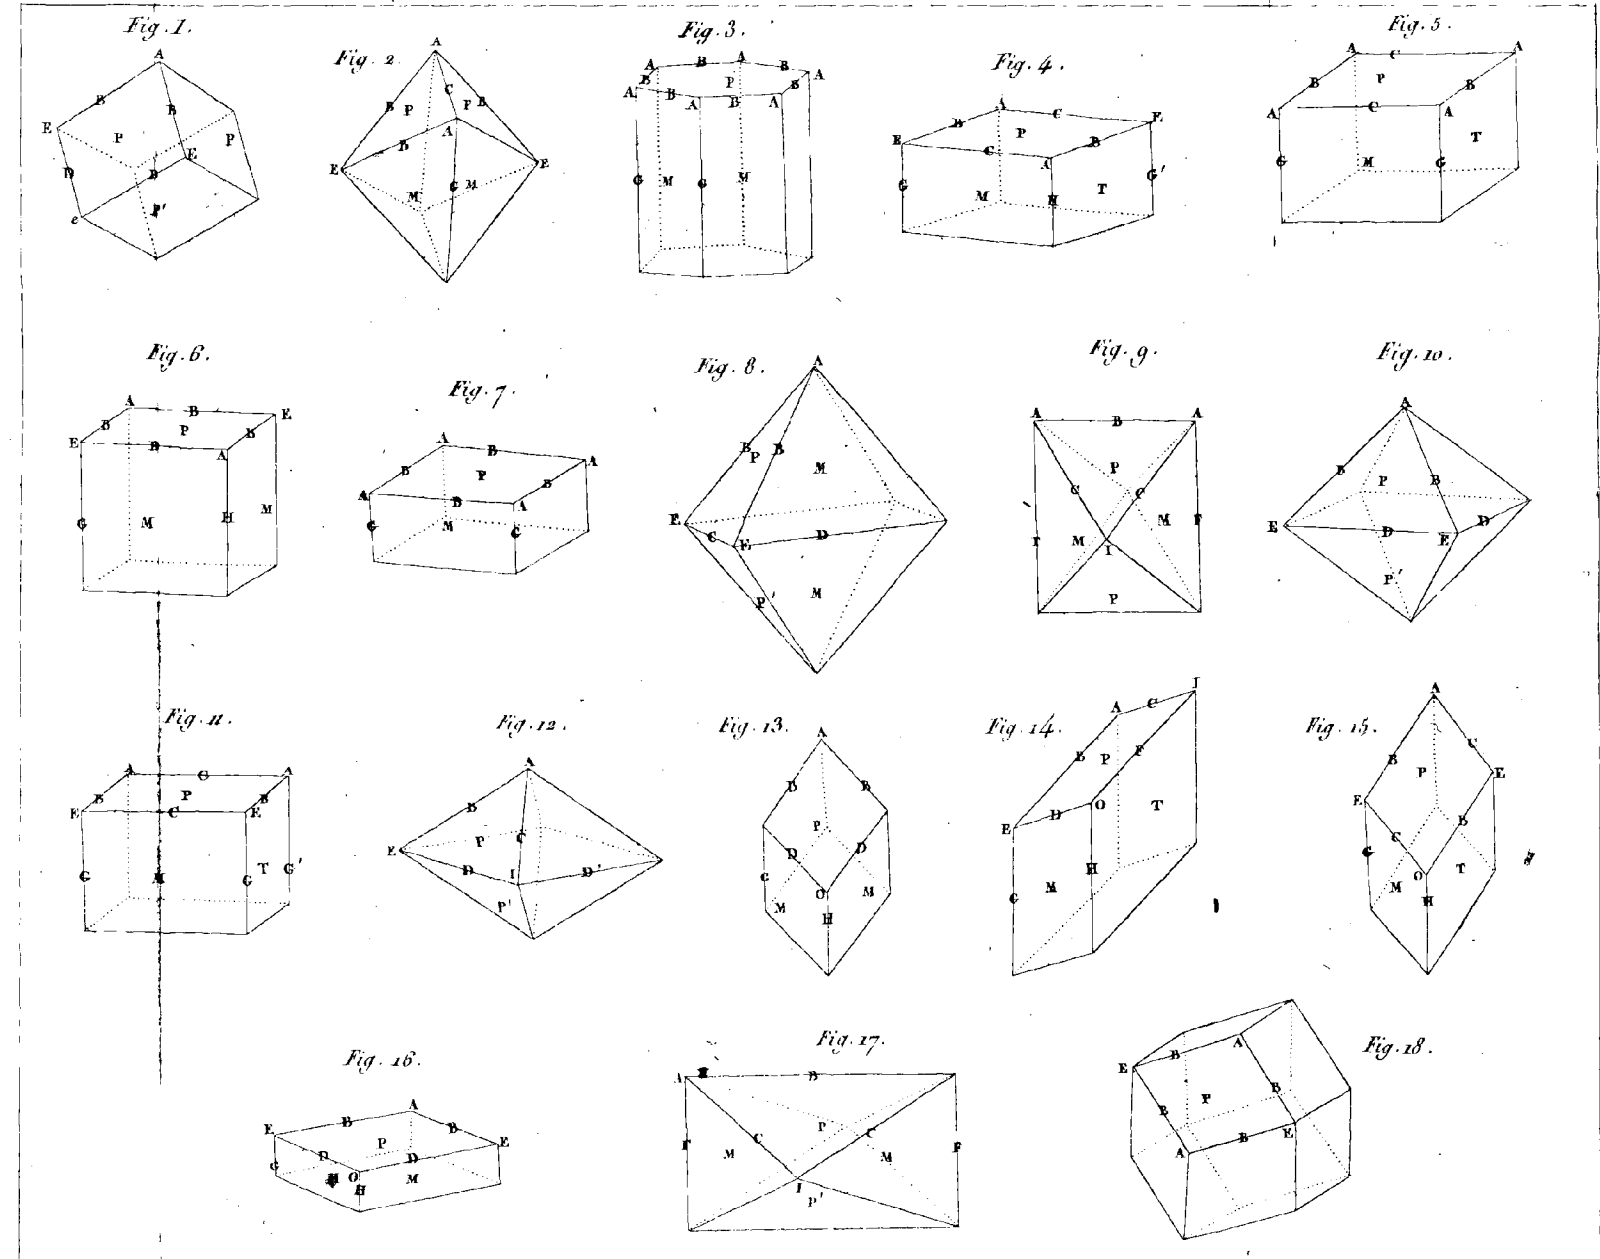 Fig. 1.
A
B
B
E
P
P
E
D
B
e
P'
Fig. 2
A
C
B
P
P
B
B
A
E
E
M
G
M
Fig. 3.
A
B
A
B
A
B
P
B
A
B
A
B
A
G
M
G
M
Fig. 4.
A
C
E
B
P
E
C
B
A
G
M
H
T
G'
Fig. 5.
A
C
A
B
P
B
A
C
A
T
G
M
G
Fig. 6.
A
B
E
B
P
B
E
B
A
G
M
H
M
Fig. 7.
A
B
A
B
P
B
A
B
A
G
M
G
Fig. 8.
A
B
P
B
M
E
C
E
D
P'
M
Fig. 9.
A
B
A
P
C
C
M
F
F
M
I
P
Fig. 10.
A
B
P
B
E
D
E
D
P'
Fig. 11.
A
C
A
B
P
B
E
C
E
G
M
G
T
G'
Fig. 12.
A
B
P
C
E
D
I
D'
P'
Fig. 13.
A
B
B
P
D
D
G
O
M
M
H
Fig. 14.
I
A
C
B
P
F
E
D
O
T
G
M
H
Fig. 15.
A
B
C
P
E
E
C
B
G
O
T
M
H
Fig. 16.
A
E
B
B
P
E
D
D
G
M
O
M
H
Fig. 17.
A
B
C
P
C
F
M
M
F
I
P'
Fig. 18.
E
B
A
P
B
B
A
B
E